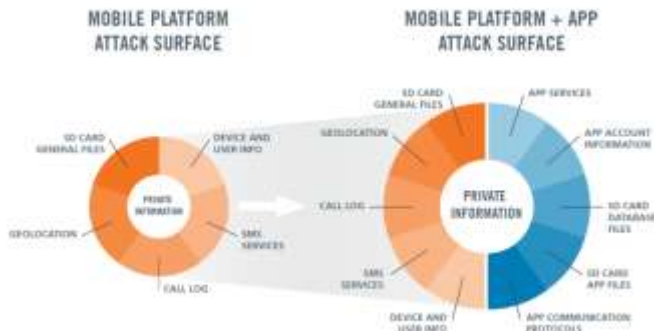 MOBILE PLATFORM
ATTACK SURFACE
MOBILE PLATFORM + APP
ATTACK SURFACE
SD CARD
GENERAL FILES
DEVICE AND
USER INFO
PRIVATE
INFORMATION
GEOLOCATION
SMS
SERVICES
CALL LOG
SD CARD
GENERAL FILES
APP SERVICES
GEOLOCATION
APP ACCOUNT
INFORMATION
CALL LOG
PRIVATE
INFORMATION
SD CARD
DATABASE
FILES
SMS
SERVICES
SD CARD
APP FILES
DEVICE AND
USER INFO
APP COMMUNICATION
PROTOCOLS